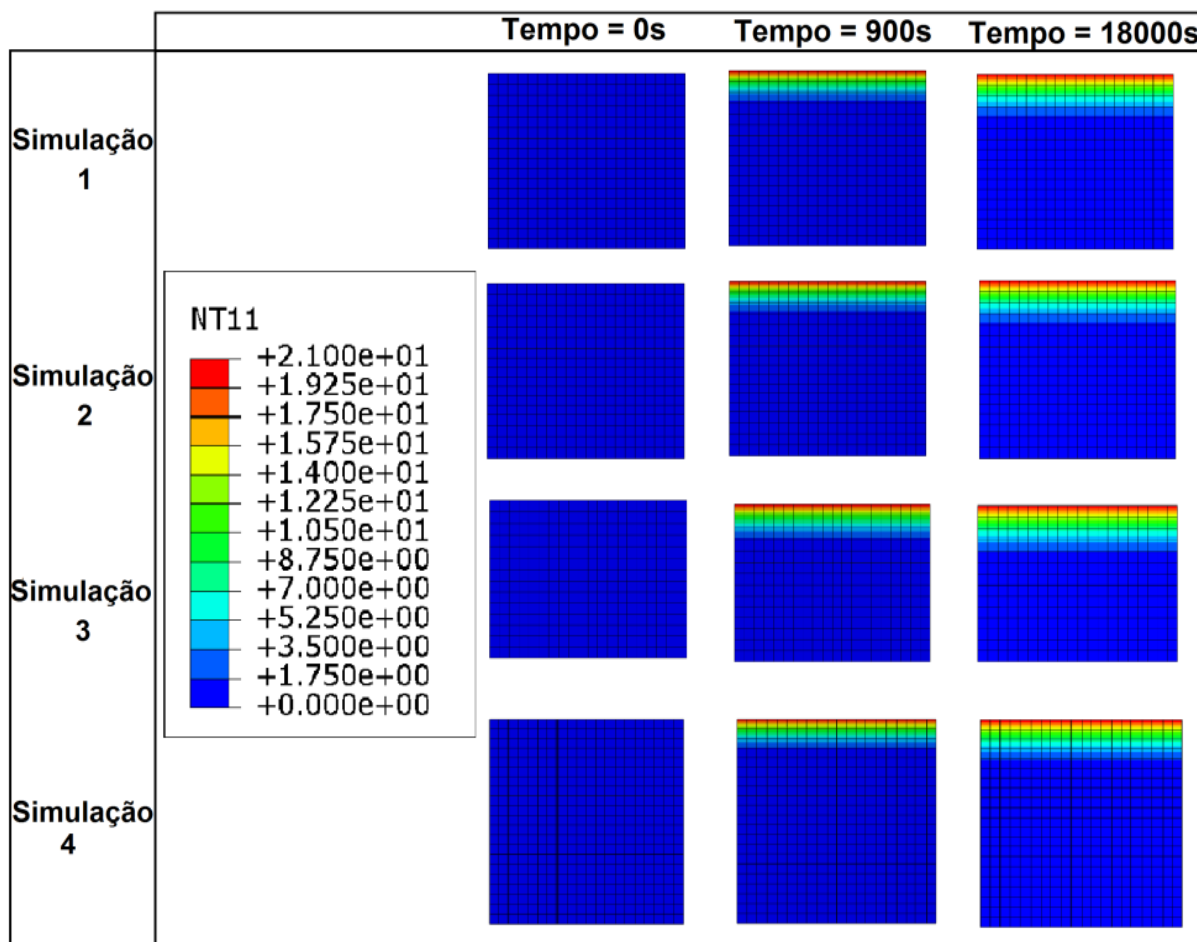 Tempo = 0s Tempo = 900s Tempo = 18000s
Simulação
1
NT11
+2.100e+01
+1.925e+01
+1.750e+01
+1.575e+01
+1.400e+01
+1.225e+01
+1.050e+01
+8.750e+00
+7.000e+00
+5.250e+00
+3.500e+00
+1.750e+00
+0.000e+00
Simulação
2
Simulação
3
Simulação
4